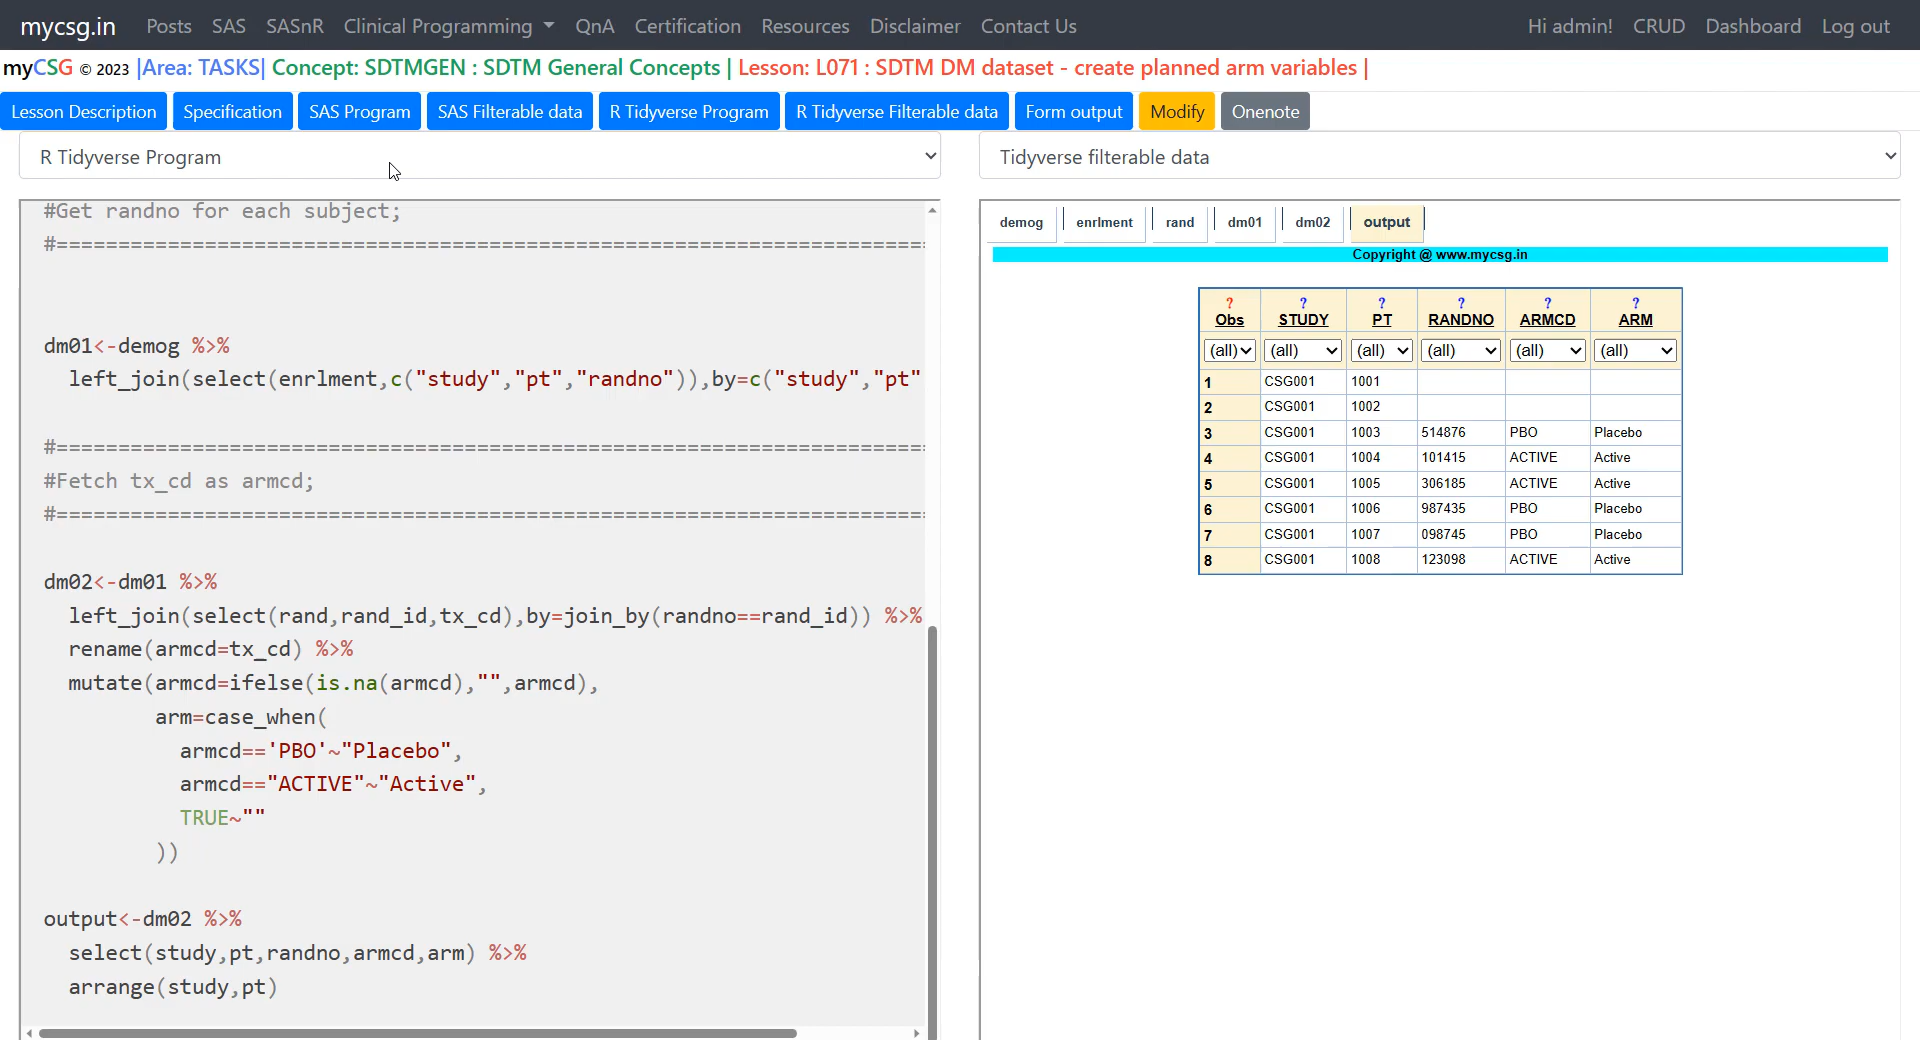 mycsg.in Posts SAS SASnR Clinical Programming QnA Certification Resources Disclaimer Contact Us Hi admin! CRUD Dashboard Log out
myCSG © 2023 |Area: TASKS| Concept: SDTMGEN : SDTM General Concepts | Lesson: L071 : SDTM DM dataset - create planned arm variables |
Lesson Description Specification SAS Program SAS Filterable data R Tidyverse Program R Tidyverse Filterable data Form output Modify Onenote
R Tidyverse Program
#Get randno for each subject;
#=======================================================================
dm01<-demog %>%
left_join(select(enrlment,c("study","pt","randno")),by=c("study","pt"
#=======================================================================
#Fetch tx_cd as armcd;
#=======================================================================
dm02<-dm01 %>%
left_join(select(rand,rand_id,tx_cd),by=join_by(randno==rand_id)) %>%
rename(armcd=tx_cd) %>%
mutate(armcd=ifelse(is.na(armcd),"",armcd),
arm=case_when(
armcd=='PBO'~"Placebo",
armcd=="ACTIVE"~"Active",
TRUE~""
))
output<-dm02 %>%
select(study,pt,randno,armcd,arm) %>%
arrange(study,pt)
Tidyverse filterable data
demog enrlment rand dm01 dm02 output
Copyright @ www.mycsg.in
? ? ? ? ? ?
Obs STUDY PT RANDNO ARMCD ARM
(all) (all) (all) (all) (all) (all)
1 CSG001 1001
2 CSG001 1002
3 CSG001 1003 514876 PBO Placebo
4 CSG001 1004 101415 ACTIVE Active
5 CSG001 1005 306185 ACTIVE Active
6 CSG001 1006 987435 PBO Placebo
7 CSG001 1007 098745 PBO Placebo
8 CSG001 1008 123098 ACTIVE Active